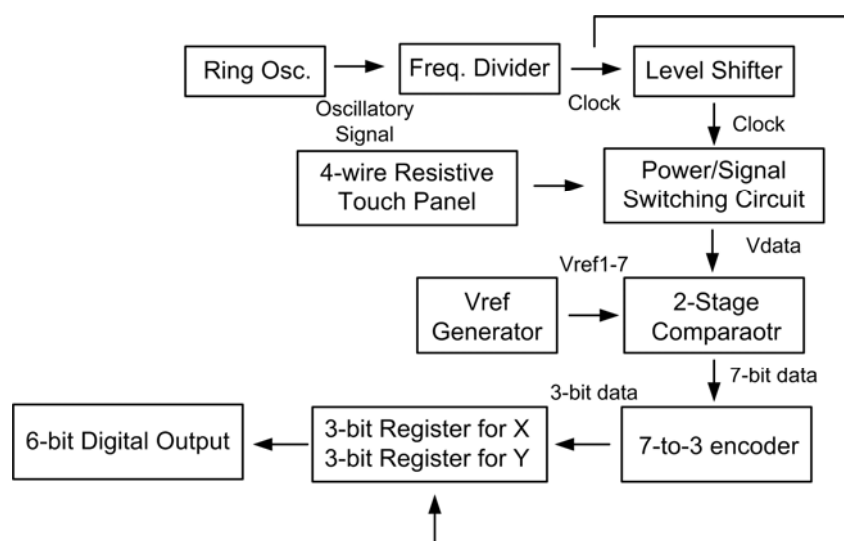 Ring Osc.
Freq. Divider
Level Shifter
Oscillatory
Signal
Clock
Clock
4-wire Resistive
Touch Panel
Power/Signal
Switching Circuit
Vdata
Vref1-7
Vref
Generator
2-Stage
Comparaotr
7-bit data
3-bit data
6-bit Digital Output
3-bit Register for X
3-bit Register for Y
7-to-3 encoder